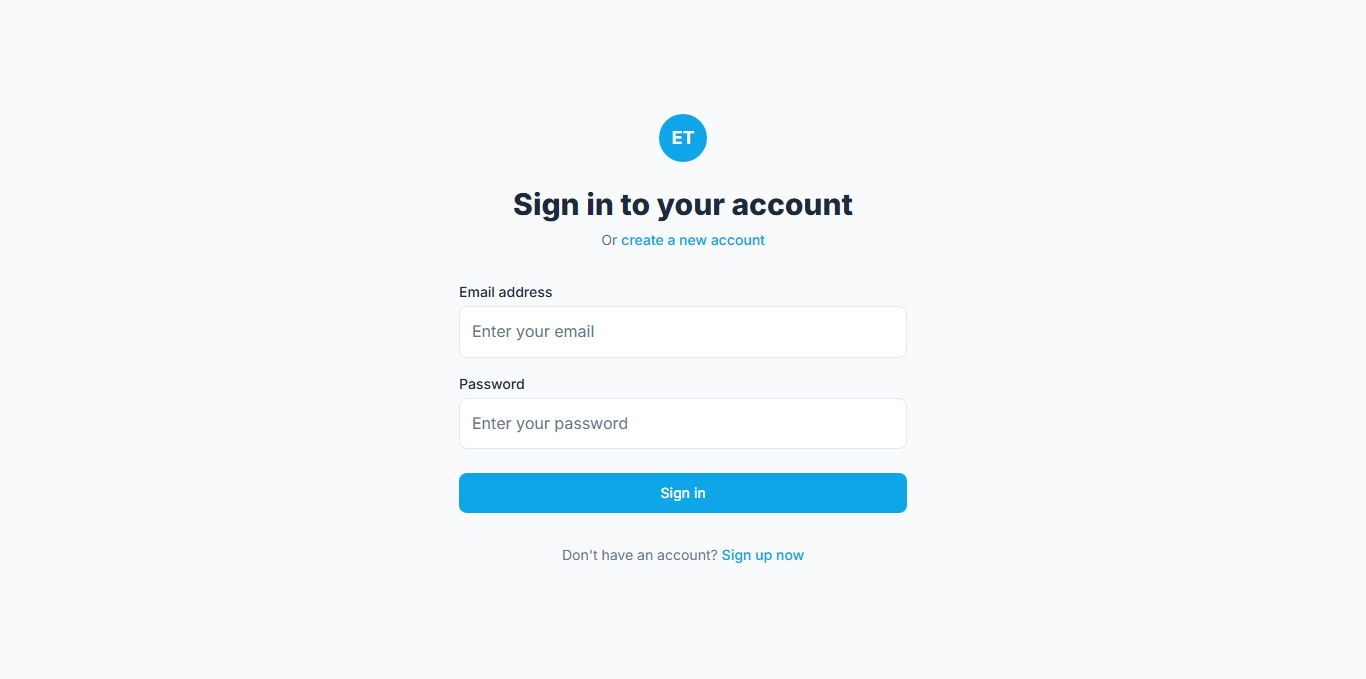 ET
Sign in to your account
Or create a new account
Email address
Enter your email
Password
Enter your password
Sign in
Don't have an account? Sign up now